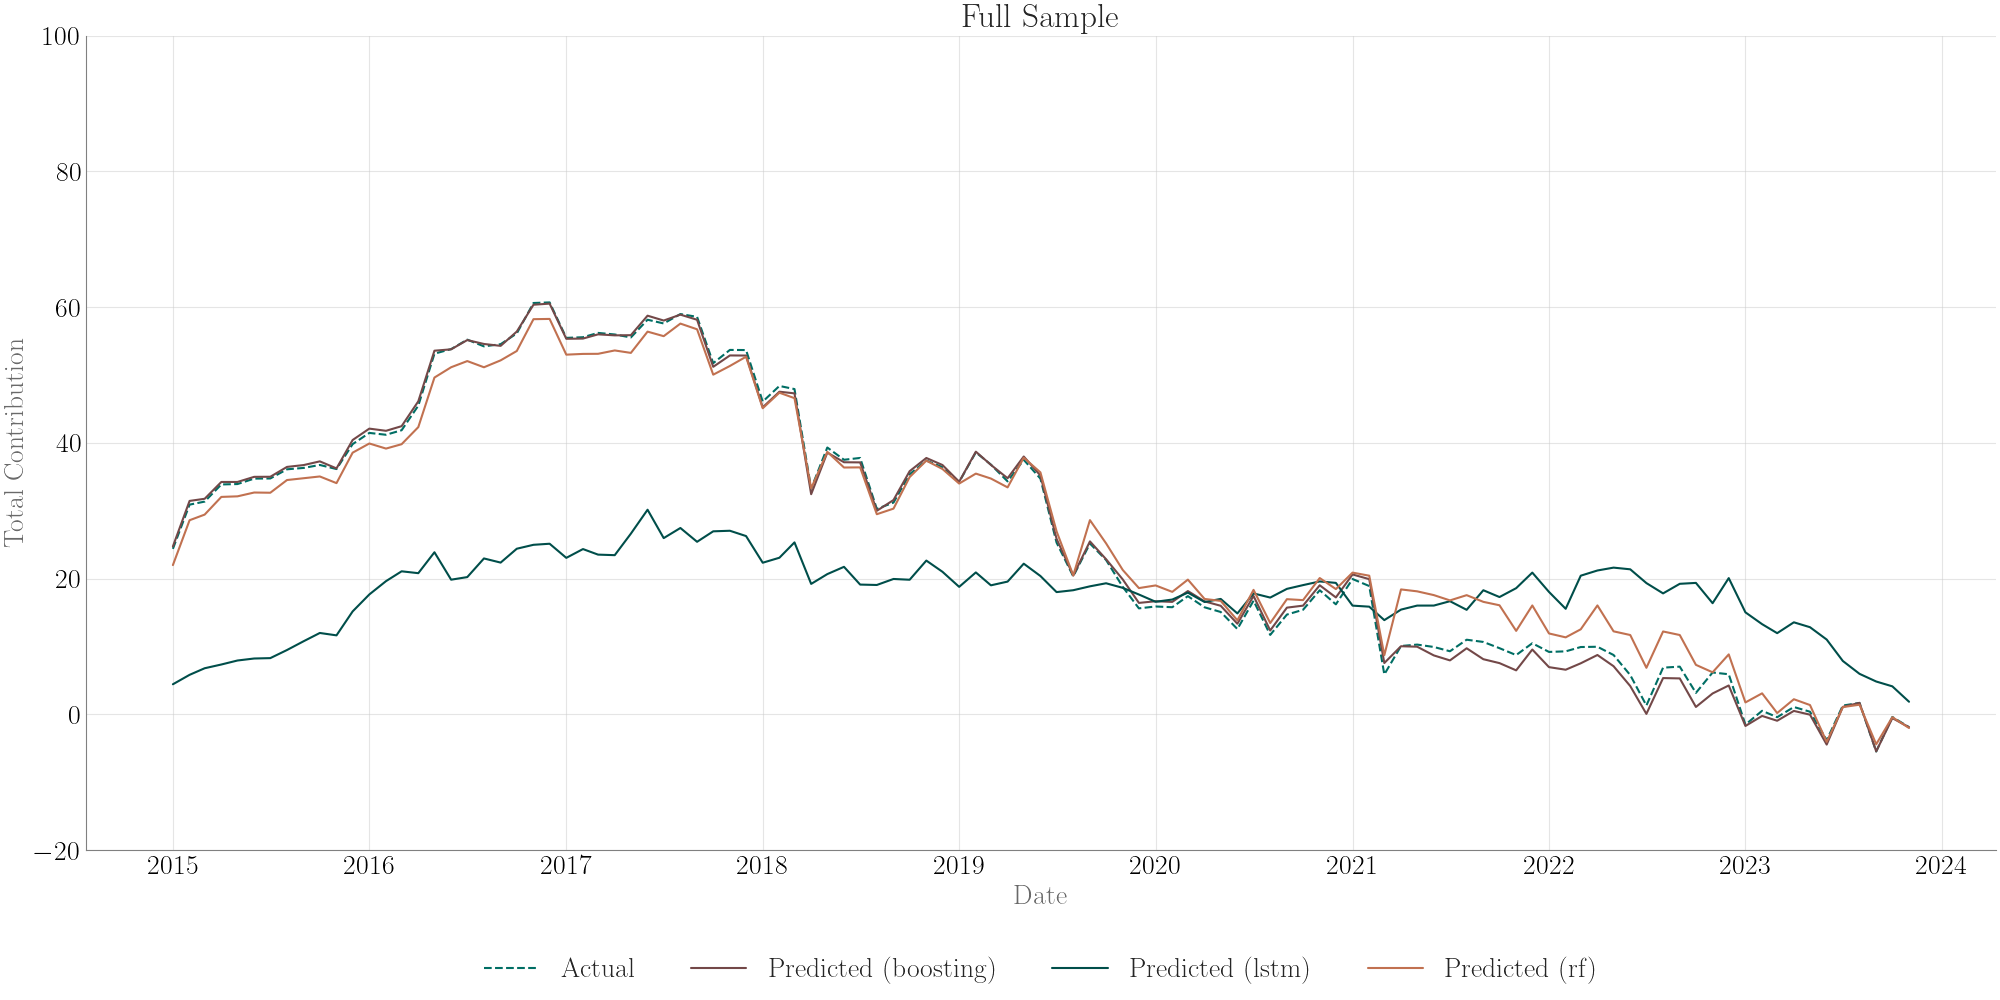 Full Sample
100
80
60
40
20
0
−20
Total Contribution
2015 2016 2017 2018 2019 2020 2021 2022 2023 2024
Date
Actual Predicted (boosting) Predicted (lstm) Predicted (rf)